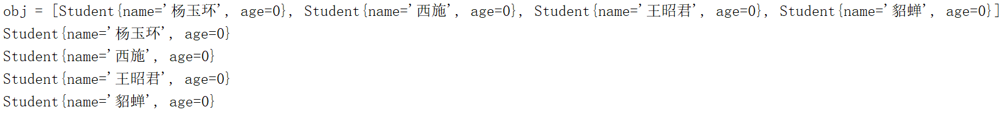 obj = [Student{name='杨玉环', age=0}, Student{name='西施', age=0}, Student{name='王昭君', age=0}, Student{name='貂蝉', age=0}]
Student{name='杨玉环', age=0}
Student{name='西施', age=0}
Student{name='王昭君', age=0}
Student{name='貂蝉', age=0}